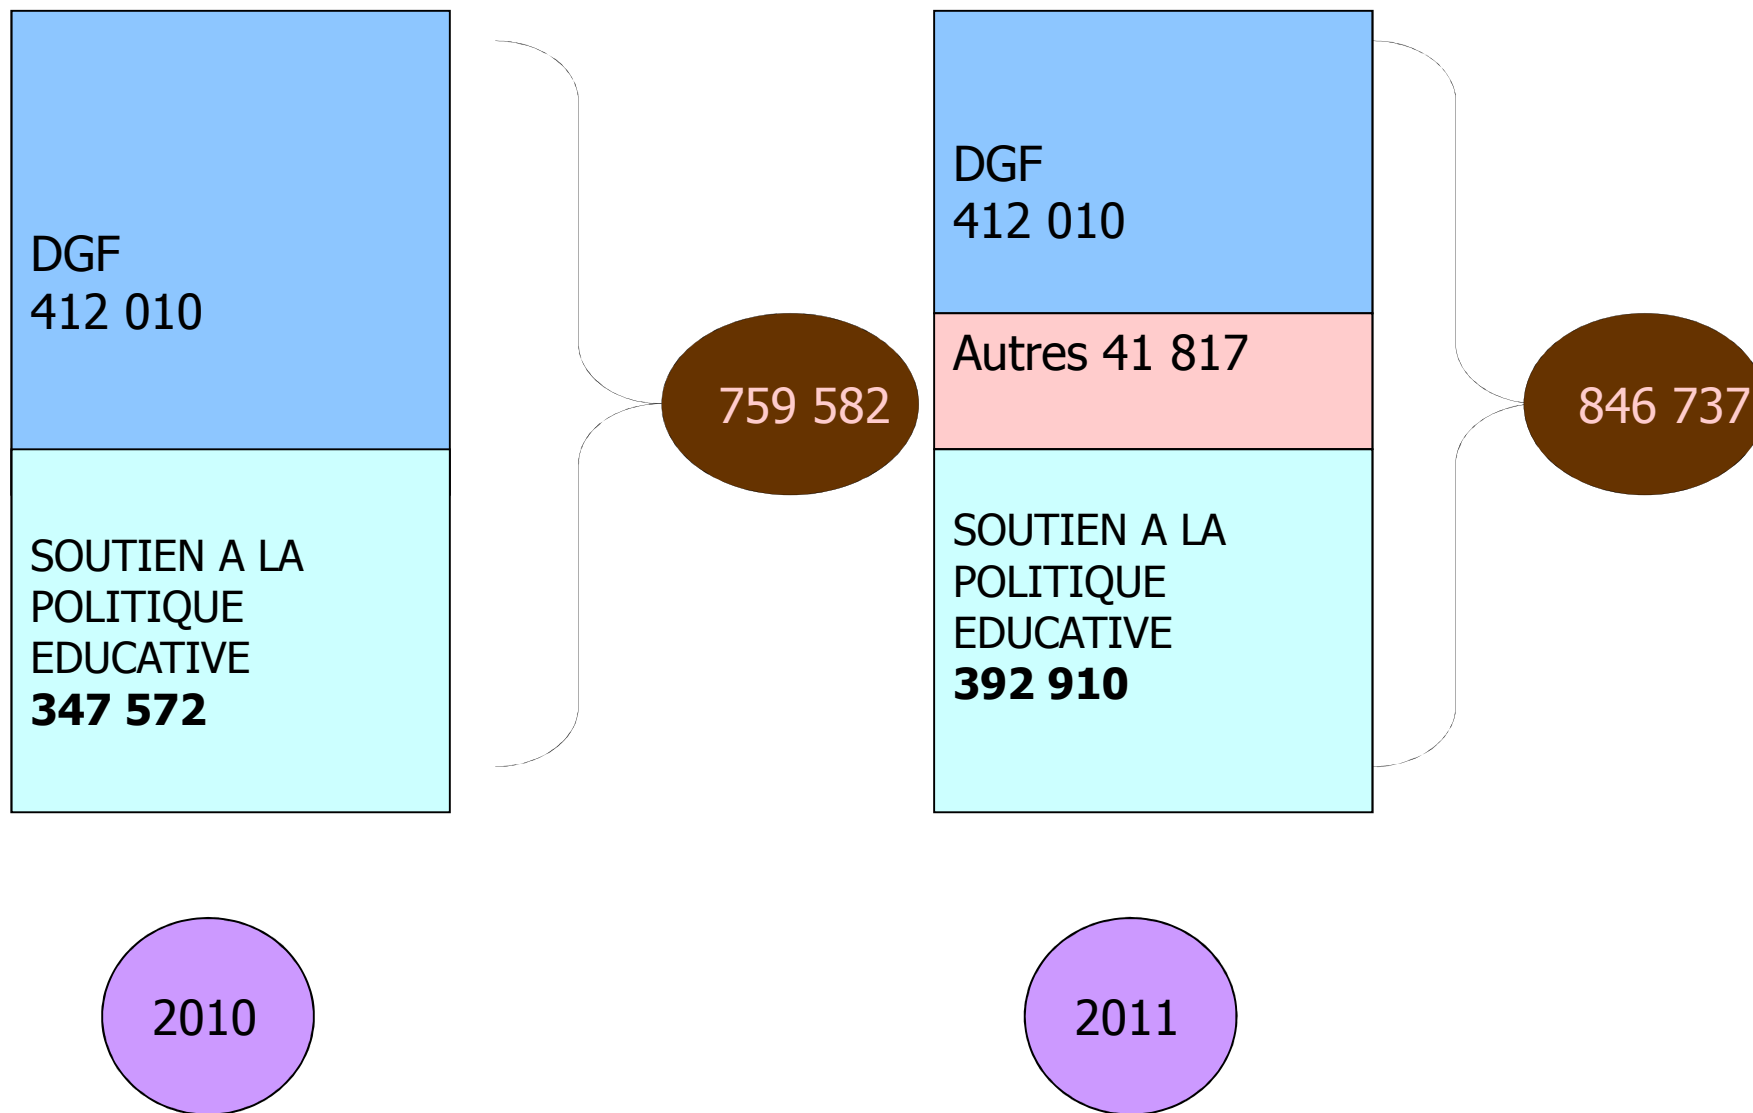 DGF
412 010
SOUTIEN A LA
POLITIQUE
EDUCATIVE
347 572
759 582
2010
DGF
412 010
Autres 41 817
SOUTIEN A LA
POLITIQUE
EDUCATIVE
392 910
846 737
2011